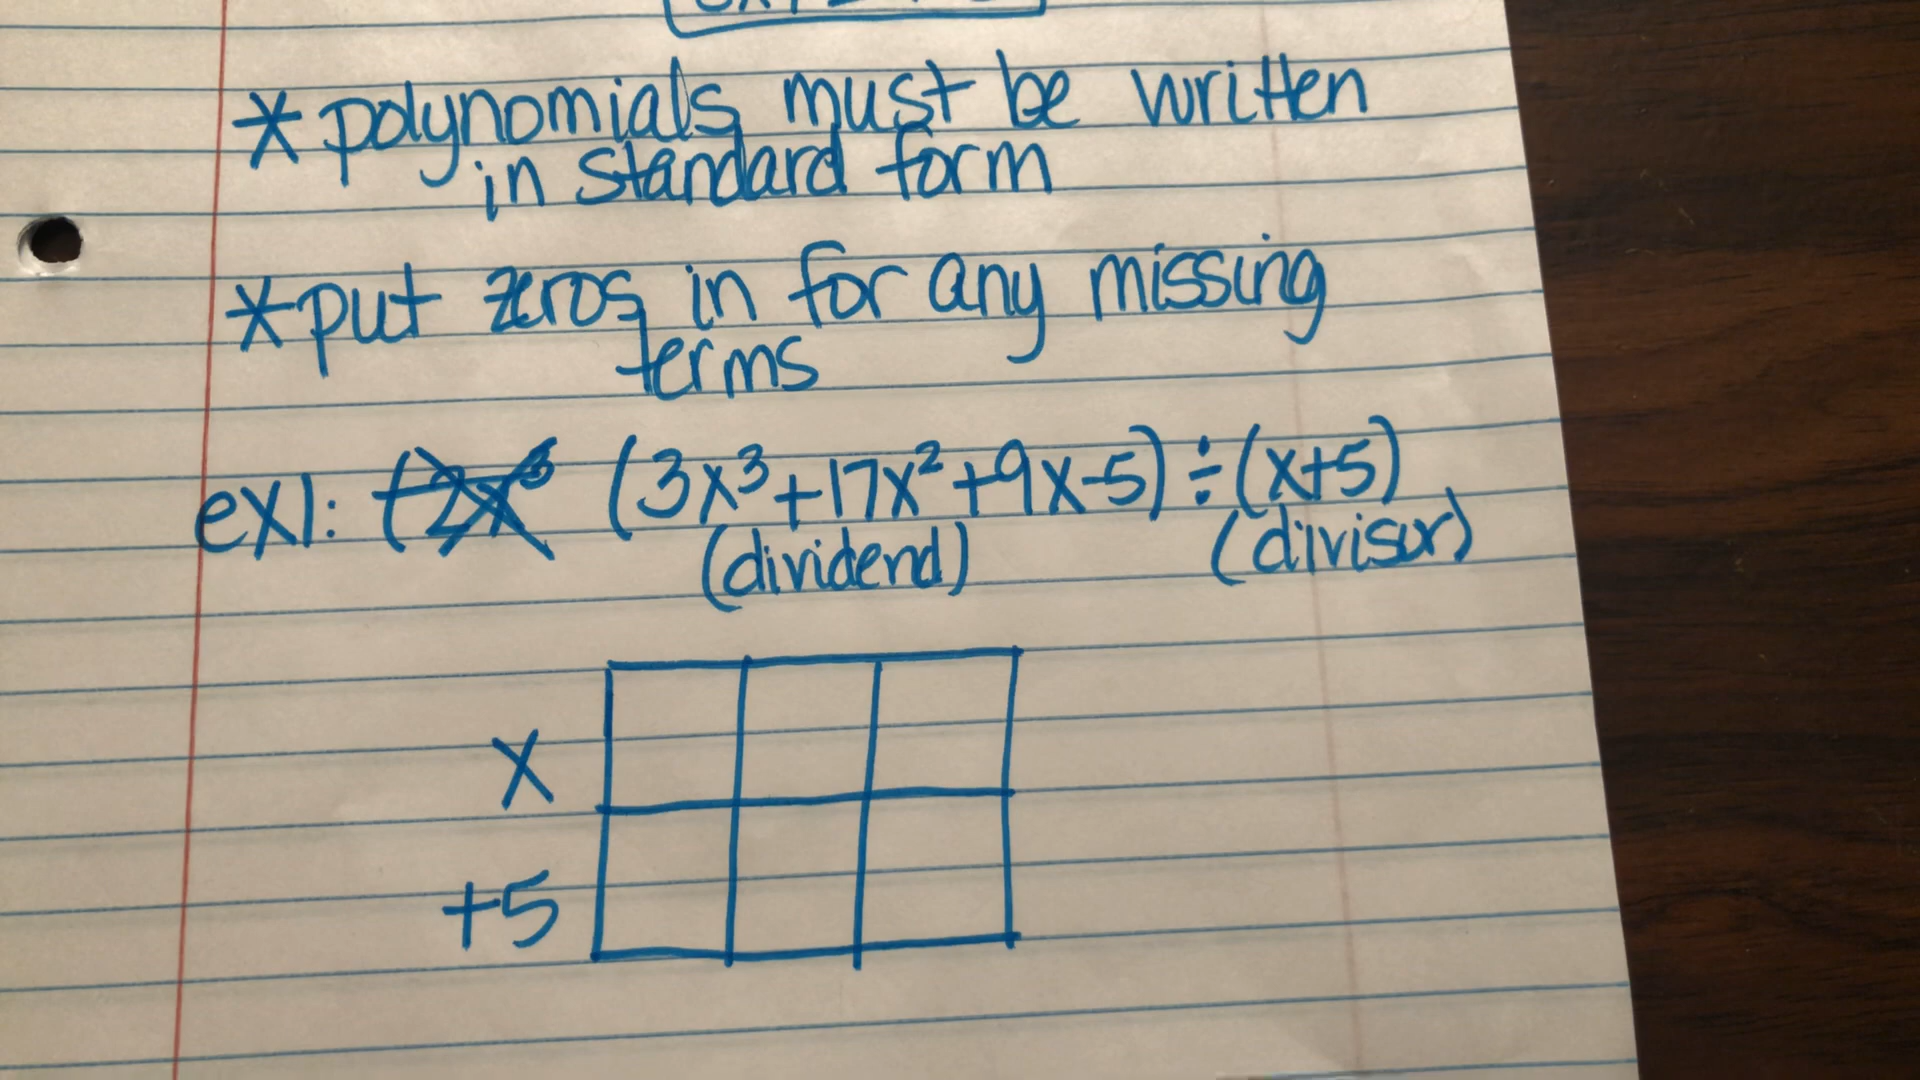 * polynomials must be written
in standard form
* put zeros in for any missing
terms
ex1: (3x³+17x²+9x-5)÷(x+5)
(dividend) (divisor)
x
+5